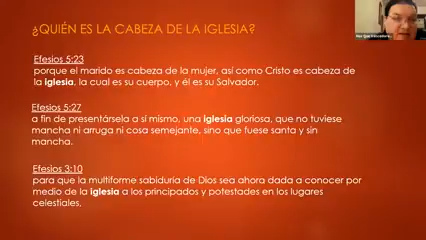 ¿QUIÉN ES LA CABEZA DE LA IGLESIA?
Efesios 5:23
porque el marido es cabeza de la mujer, así como Cristo es cabeza de
la iglesia, la cual es su cuerpo, y él es su Salvador.
Efesios 5:27
a fin de presentársela a sí mismo, una iglesia gloriosa, que no tuviese
mancha ni arruga ni cosa semejante, sino que fuese santa y sin
mancha.
Efesios 3:10
para que la multiforme sabiduría de Dios sea ahora dada a conocer por
medio de la iglesia a los principados y potestades en los lugares
celestiales,